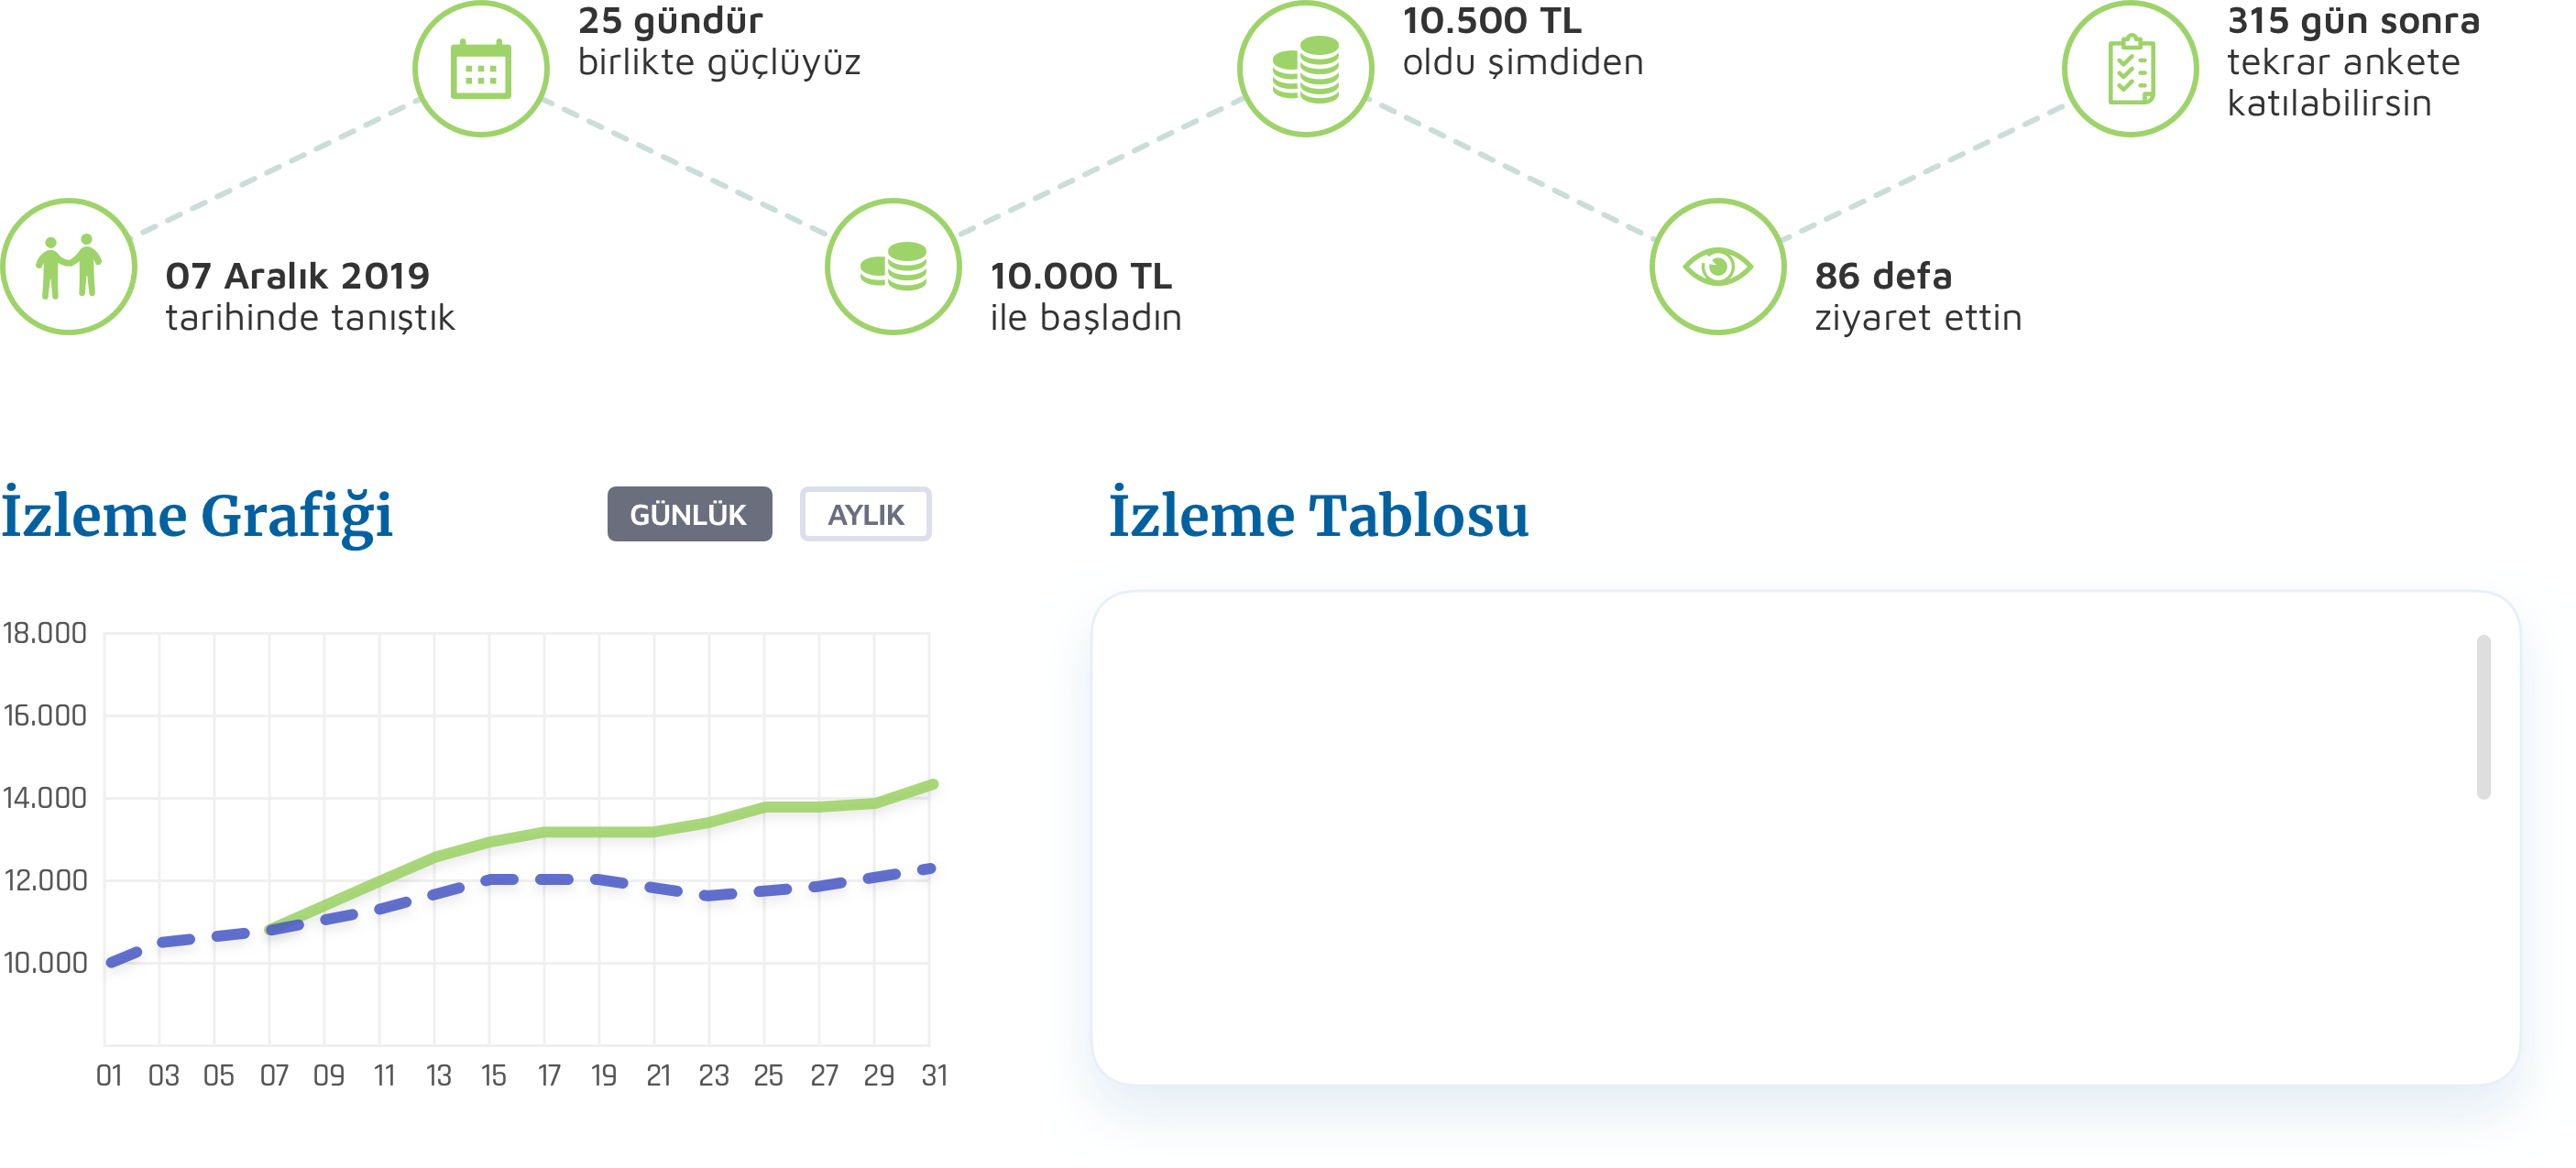 25 gündür
birlikte güçlüyüz
10.500 TL
oldu şimdiden
315 gün sonra
tekrar ankete
katılabilirsin
07 Aralık 2019
tarihinde tanıştık
10.000 TL
ile başladın
86 defa
ziyaret ettin
İzleme Grafiği
GÜNLÜK
AYLIK
İzleme Tablosu
18.000
16.000
14.000
12.000
10.000
01 03 05 07 09 11 13 15 17 19 21 23 25 27 29 31